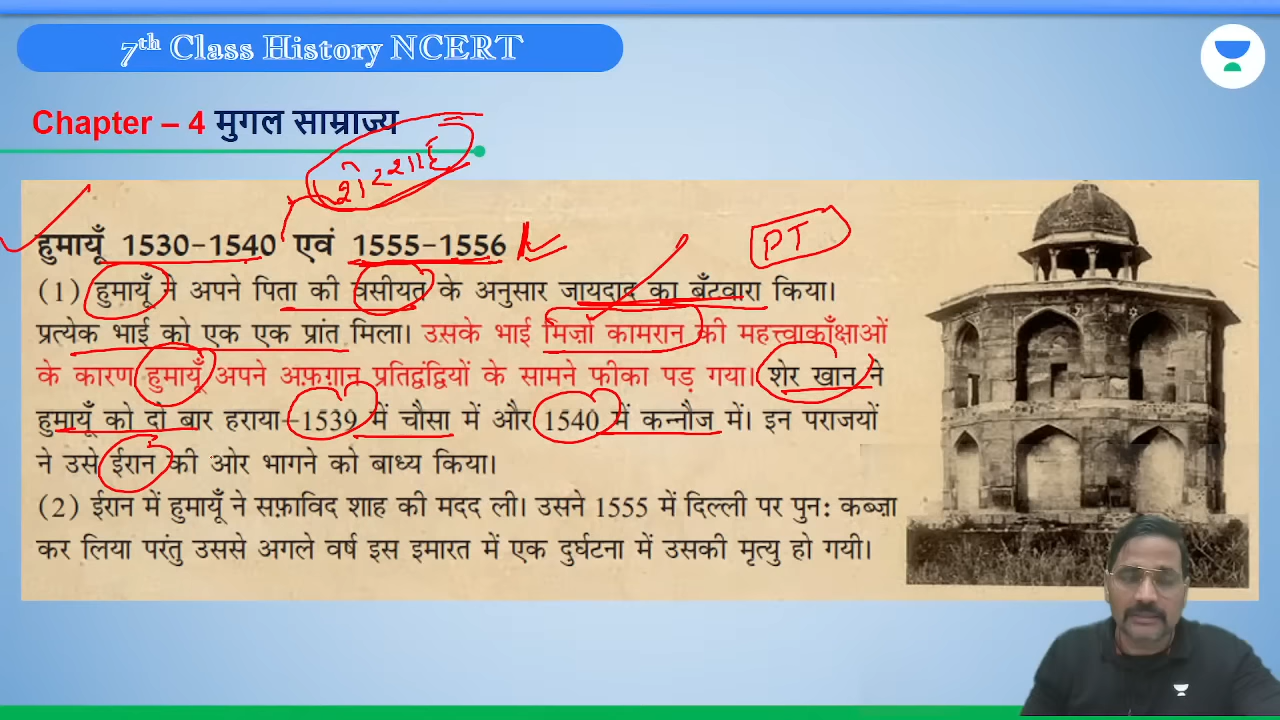 7th Class History NCERT
Chapter – 4 मुगल साम्राज्य
शेरशाह
हुमायूँ 1530-1540 एवं 1555-1556
PT
(1) हुमायूँ ने अपने पिता की वसीयत के अनुसार जायदाद का बँटवारा किया।
प्रत्येक भाई को एक एक प्रांत मिला। उसके भाई मिर्ज़ा कामरान की महत्त्वाकाँक्षाओं
के कारण हुमायूँ अपने अफ़ग़ान प्रतिद्वंद्वियों के सामने फीका पड़ गया। शेर खान ने
हुमायूँ को दो बार हराया-1539 में चौसा में और 1540 में कन्नौज में। इन पराजयों
ने उसे ईरान की ओर भागने को बाध्य किया।
(2) ईरान में हुमायूँ ने सफ़ाविद शाह की मदद ली। उसने 1555 में दिल्ली पर पुन: कब्ज़ा
कर लिया परंतु उससे अगले वर्ष इस इमारत में एक दुर्घटना में उसकी मृत्यु हो गयी।